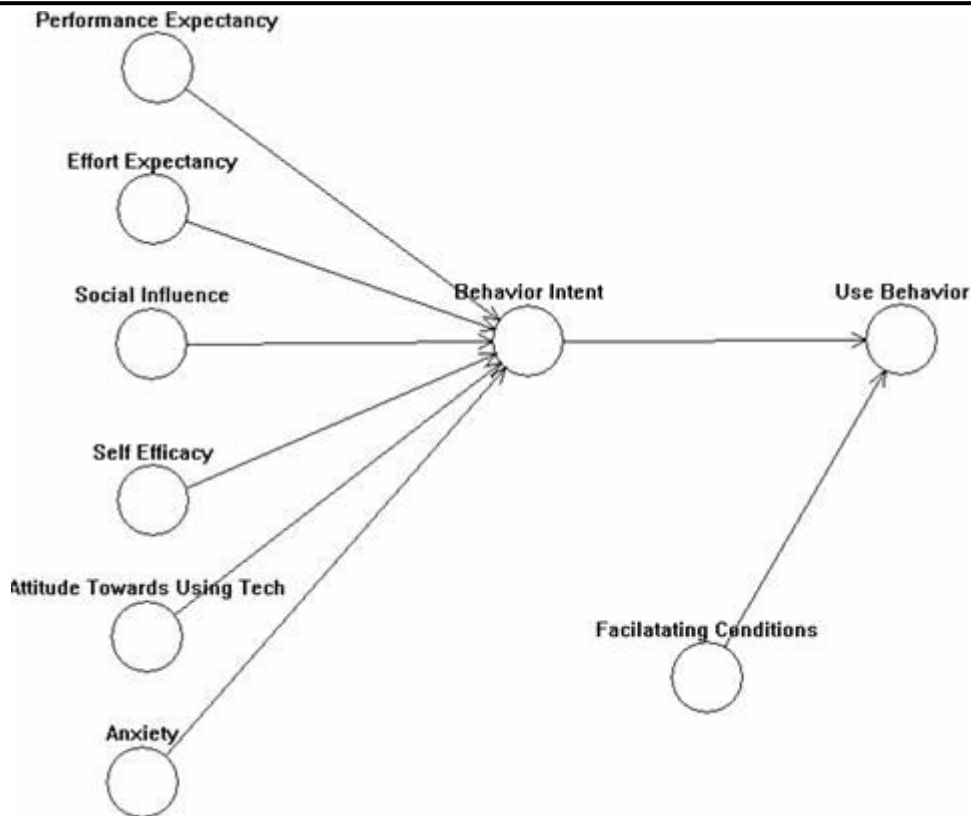 Performance Expectancy
Effort Expectancy
Social Influence
Behavior Intent
Use Behavior
Self Efficacy
Attitude Towards Using Tech
Facilatating Conditions
Anxiety